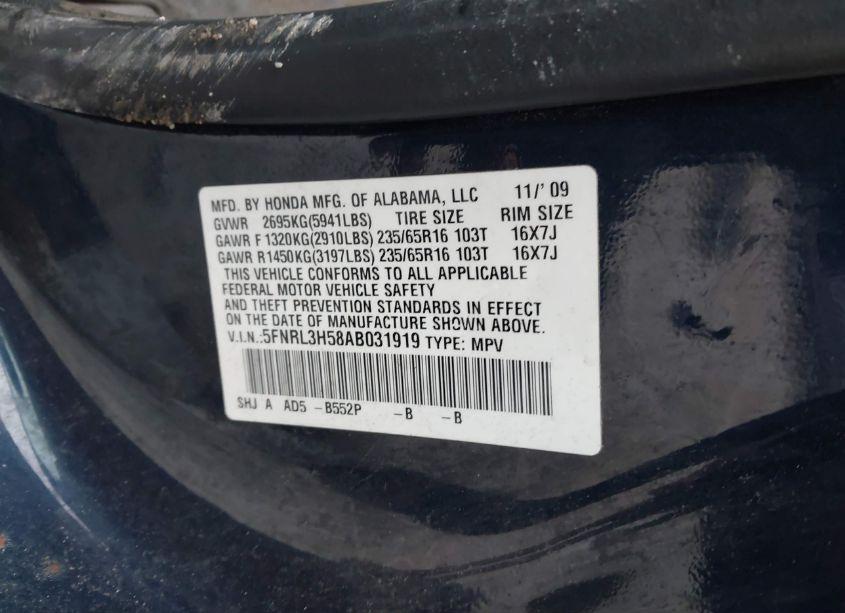 MFD. BY HONDA MFG. OF ALABAMA, LLC 11/'09
GVWR 2695KG(5941LBS) TIRE SIZE RIM SIZE
GAWR F 1320KG(2910LBS) 235/65R16 103T 16X7J
GAWR R1450KG(3197LBS) 235/65R16 103T 16X7J
THIS VEHICLE CONFORMS TO ALL APPLICABLE
FEDERAL MOTOR VEHICLE SAFETY
AND THEFT PREVENTION STANDARDS IN EFFECT
ON THE DATE OF MANUFACTURE SHOWN ABOVE.
V.I.N.:5FNRL3H58AB031919 TYPE: MPV
SHJ A AD5 -B552P -B -B